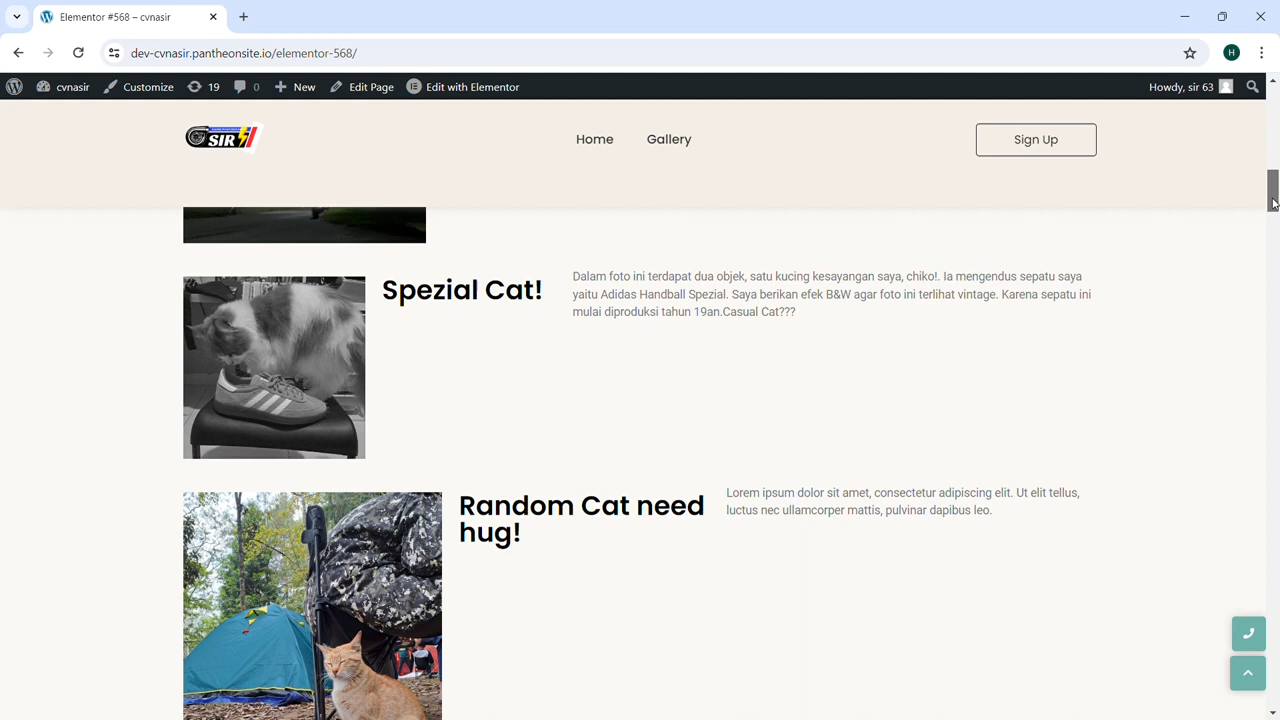 Elementor #568 – cvnasir
dev-cvnasir.pantheonsite.io/elementor-568/
H
cvnasir
Customize
19
0
New
Edit Page
Edit with Elementor
Howdy, sir 63
SIR
Home
Gallery
Sign Up
Spezial Cat!
Dalam foto ini terdapat dua objek, satu kucing kesayangan saya, chiko!. Ia mengendus sepatu saya
yaitu Adidas Handball Spezial. Saya berikan efek B&W agar foto ini terlihat vintage. Karena sepatu ini
mulai diproduksi tahun 19an.Casual Cat???
Random Cat need
hug!
Lorem ipsum dolor sit amet, consectetur adipiscing elit. Ut elit tellus,
luctus nec ullamcorper mattis, pulvinar dapibus leo.